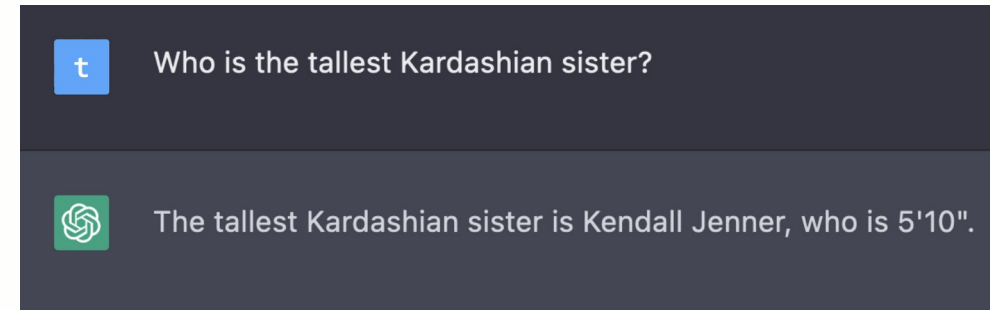 t
Who is the tallest Kardashian sister?
The tallest Kardashian sister is Kendall Jenner, who is 5'10".